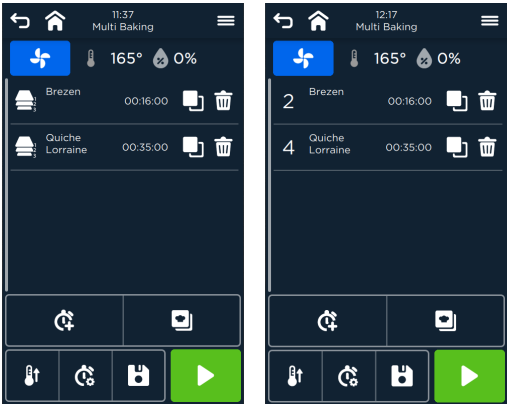 11:37
Multi Baking
165° 0%
Brezen
00:16:00
Quiche
Lorraine
00:35:00
12:17
Multi Baking
165° 0%
2 Brezen
00:16:00
4 Quiche
Lorraine
00:35:00